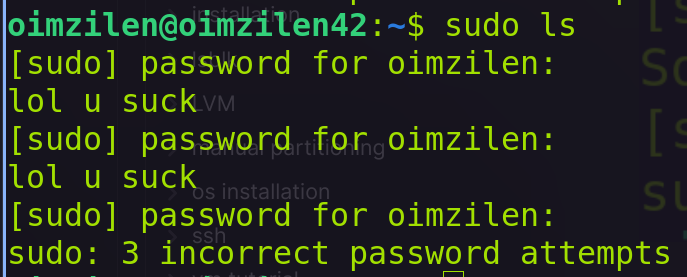 oimzilen@oimzilen42:~$ sudo ls
[sudo] password for oimzilen:
lol u suck
[sudo] password for oimzilen:
lol u suck
[sudo] password for oimzilen:
sudo: 3 incorrect password attempts
installation
LVM
manual partitioning
os installation
ssh